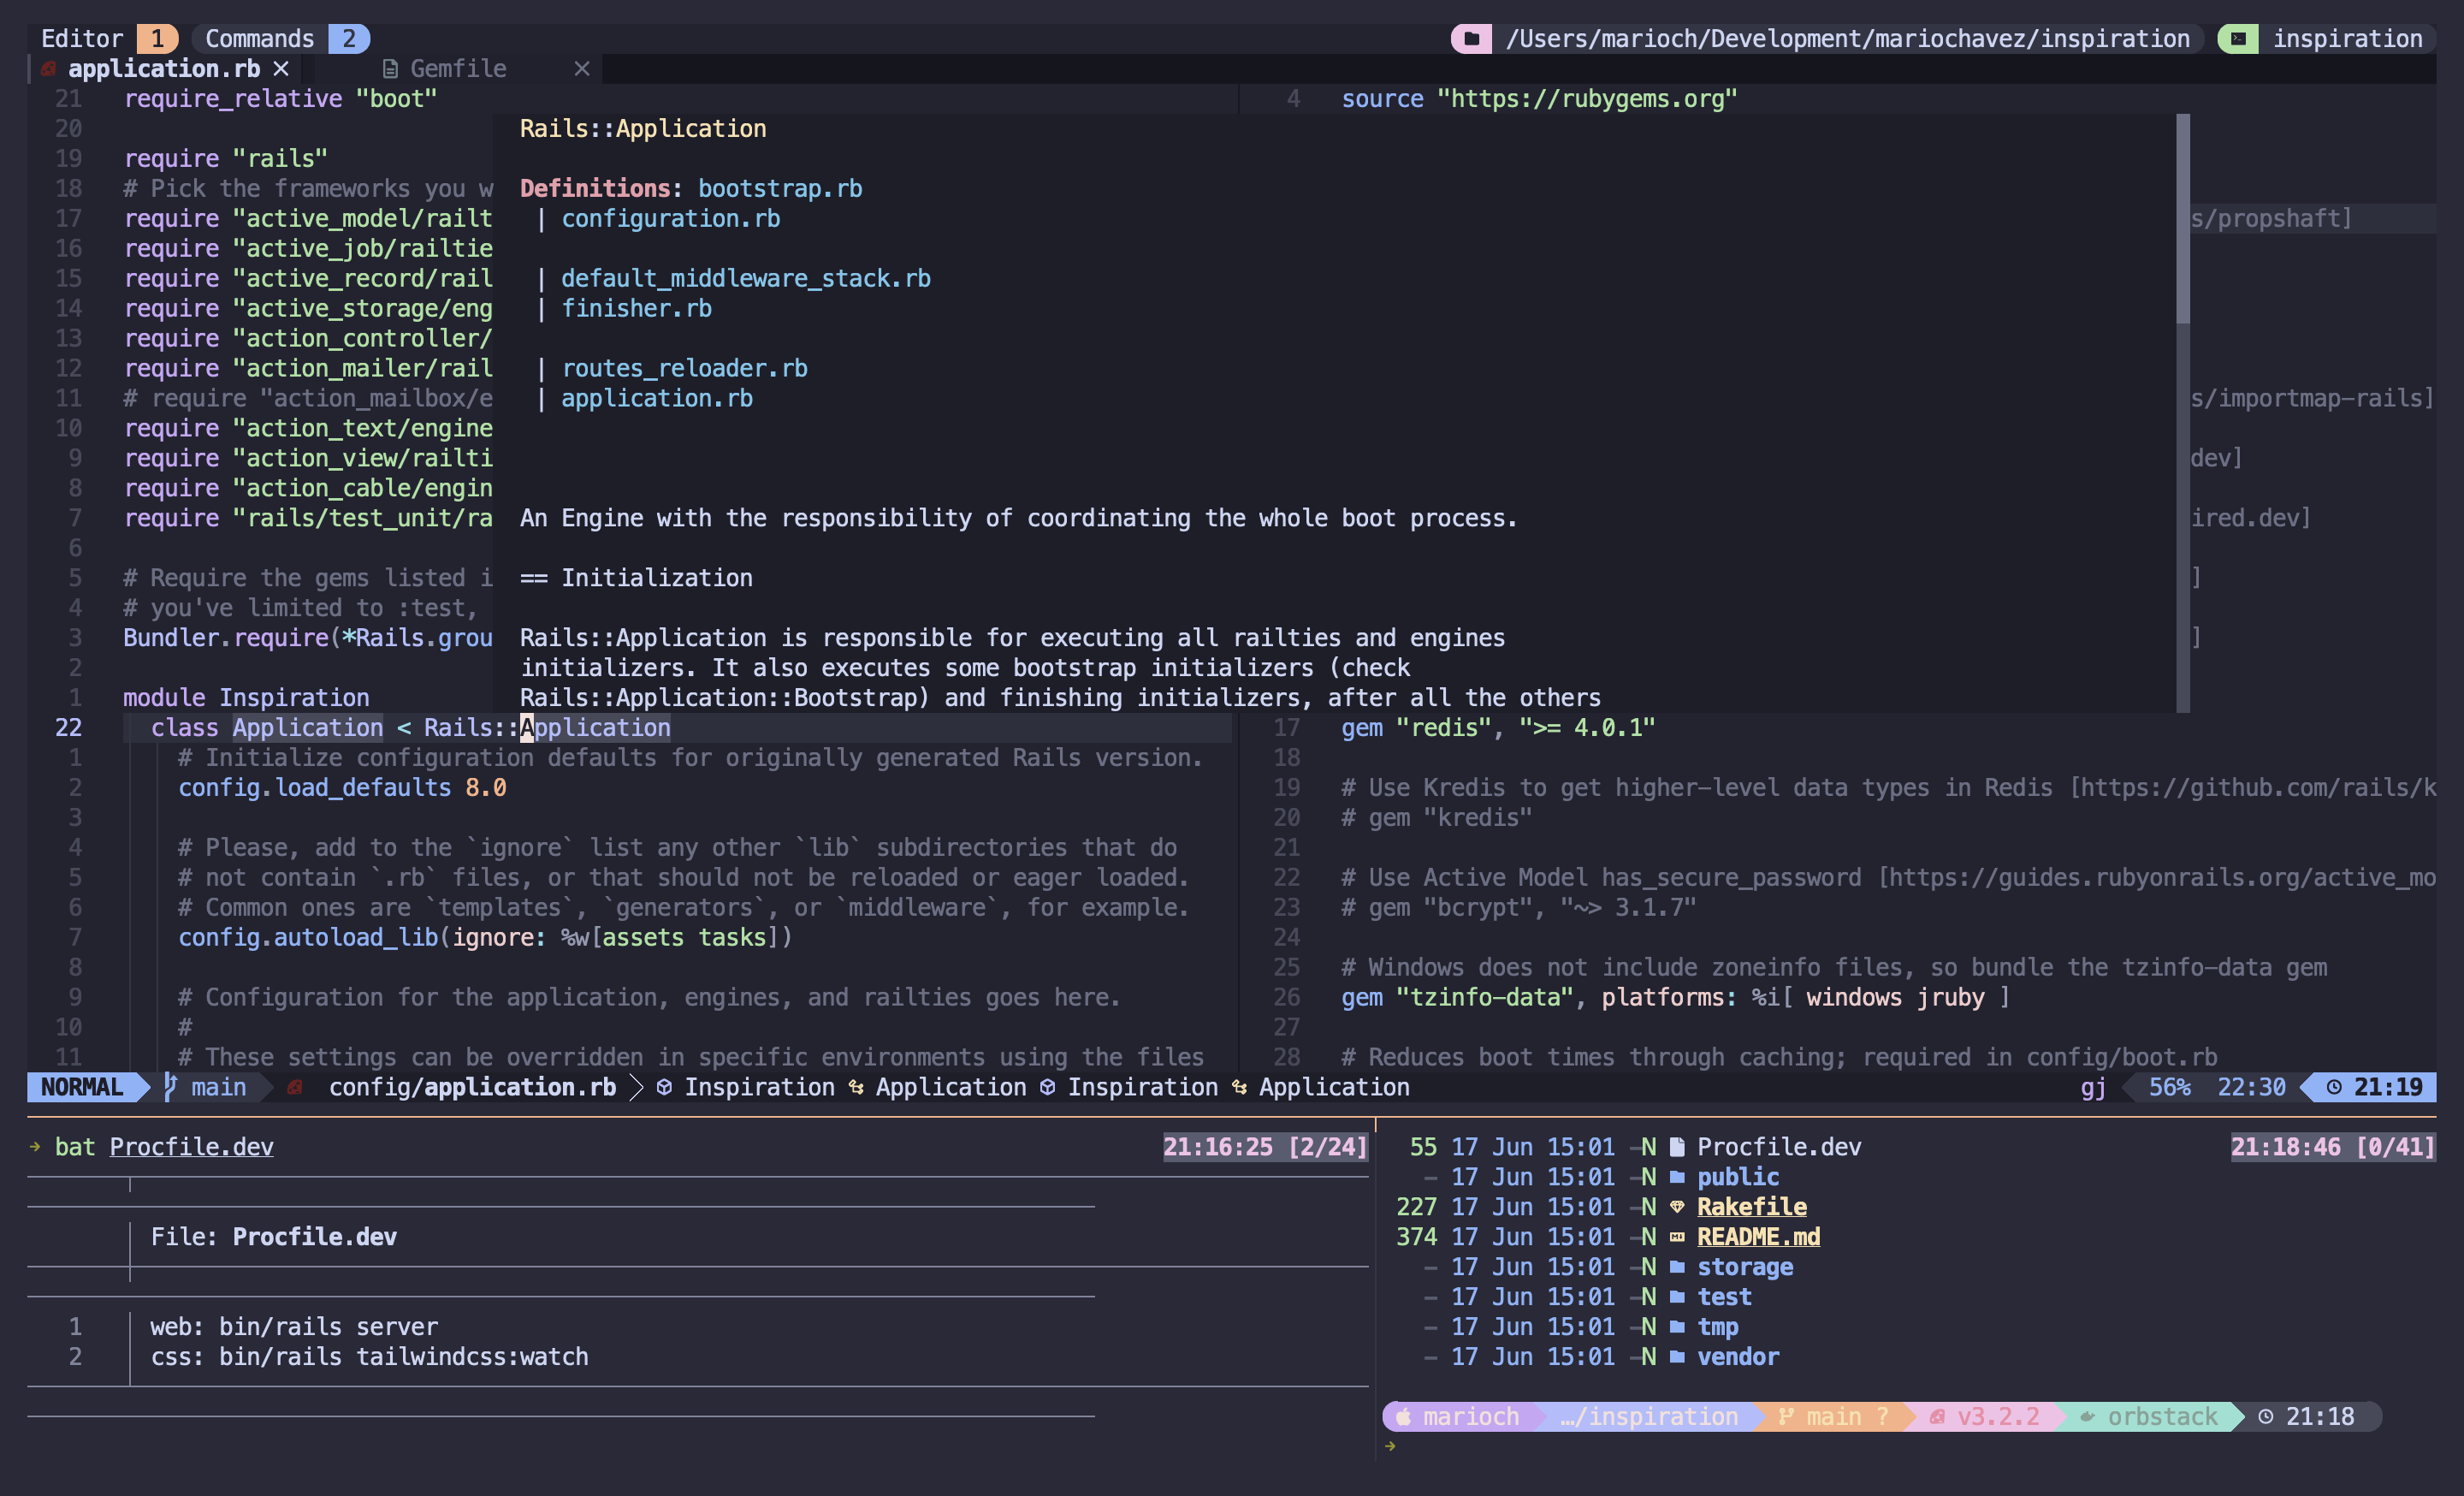 Editor 1 Commands 2 /Users/marioch/Development/mariochavez/inspiration inspiration
application.rb × Gemfile ×
21 require_relative "boot"
20
19 require "rails"
18 # Pick the frameworks you w
17 require "active_model/railt
16 require "active_job/railtie
15 require "active_record/rail
14 require "active_storage/eng
13 require "action_controller/
12 require "action_mailer/rail
11 # require "action_mailbox/e
10 require "action_text/engine
9 require "action_view/railti
8 require "action_cable/engin
7 require "rails/test_unit/ra
6
5 # Require the gems listed i
4 # you've limited to :test,
3 Bundler.require(*Rails.grou
2
1 module Inspiration
22 class Application < Rails::Application
1 # Initialize configuration defaults for originally generated Rails version.
2 config.load_defaults 8.0
3
4 # Please, add to the `ignore` list any other `lib` subdirectories that do
5 # not contain `.rb` files, or that should not be reloaded or eager loaded.
6 # Common ones are `templates`, `generators`, or `middleware`, for example.
7 config.autoload_lib(ignore: %w[assets tasks])
8
9 # Configuration for the application, engines, and railties goes here.
10 #
11 # These settings can be overridden in specific environments using the files
Rails::Application
Definitions: bootstrap.rb
| configuration.rb
| default_middleware_stack.rb
| finisher.rb
| routes_reloader.rb
| application.rb
An Engine with the responsibility of coordinating the whole boot process.
== Initialization
Rails::Application is responsible for executing all railties and engines
initializers. It also executes some bootstrap initializers (check
Rails::Application::Bootstrap) and finishing initializers, after all the others
4 source "https://rubygems.org"
s/propshaft]
s/importmap-rails]
dev]
ired.dev]
]
]
17 gem "redis", ">= 4.0.1"
18
19 # Use Kredis to get higher-level data types in Redis [https://github.com/rails/k
20 # gem "kredis"
21
22 # Use Active Model has_secure_password [https://guides.rubyonrails.org/active_mo
23 # gem "bcrypt", "~> 3.1.7"
24
25 # Windows does not include zoneinfo files, so bundle the tzinfo-data gem
26 gem "tzinfo-data", platforms: %i[ windows jruby ]
27
28 # Reduces boot times through caching; required in config/boot.rb
NORMAL main config/application.rb Inspiration Application Inspiration Application gj 56% 22:30 21:19
→ bat Procfile.dev 21:16:25 [2/24]
File: Procfile.dev
1 web: bin/rails server
2 css: bin/rails tailwindcss:watch
55 17 Jun 15:01 -N Procfile.dev 21:18:46 [0/41]
- 17 Jun 15:01 -N public
227 17 Jun 15:01 -N Rakefile
374 17 Jun 15:01 -N README.md
- 17 Jun 15:01 -N storage
- 17 Jun 15:01 -N test
- 17 Jun 15:01 -N tmp
- 17 Jun 15:01 -N vendor
marioch …/inspiration main ? v3.2.2 orbstack 21:18
→